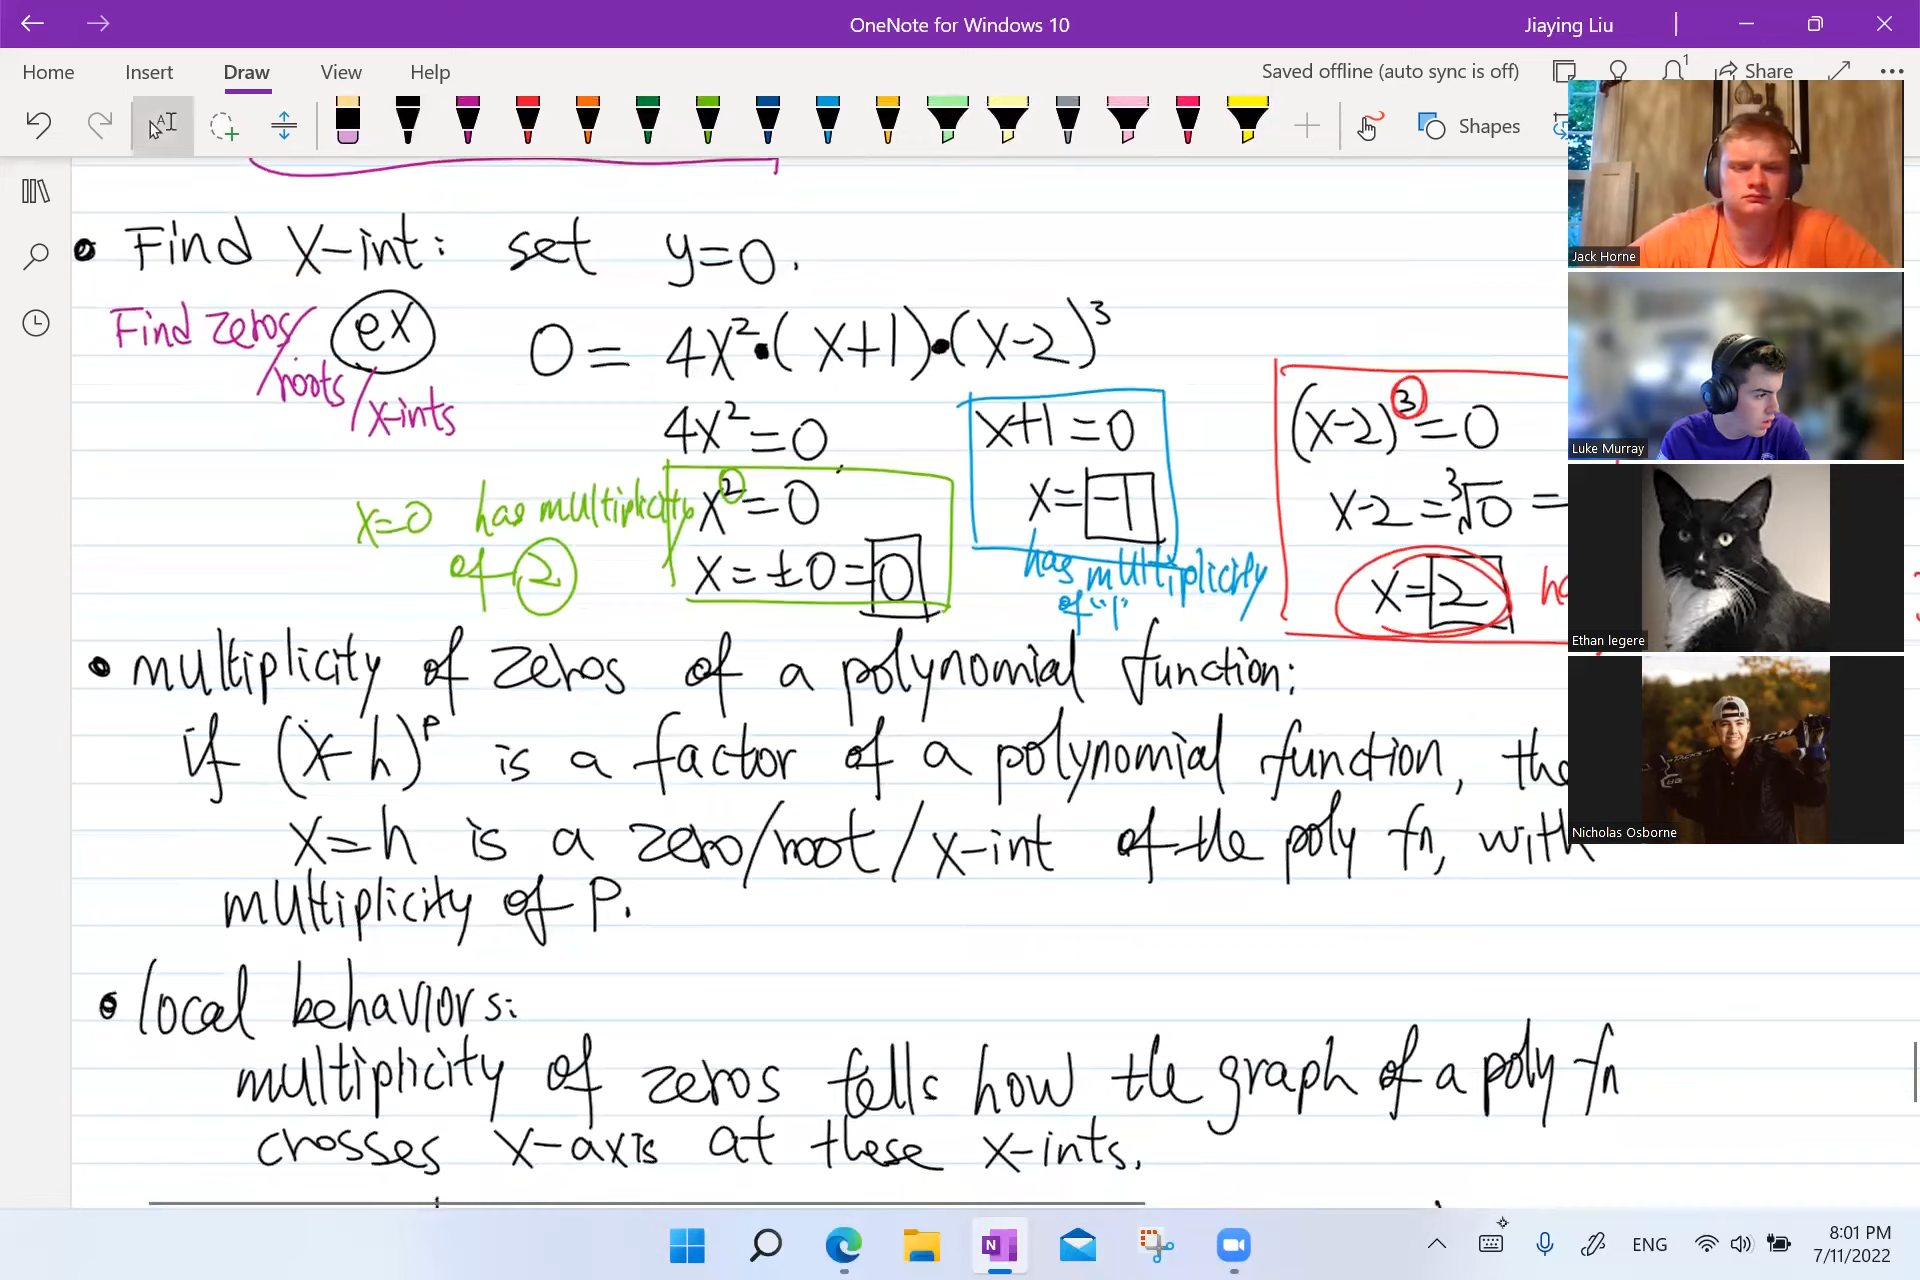 OneNote for Windows 10
Jiaying Liu
Home Insert Draw View Help
Saved offline (auto sync is off)
1
Share
Shapes
• Find X-int: set y=0.
Find zeros/roots/x-ints
ex
0 = 4x²•(x+1)•(x-2)³
4x²=0
x+1=0
(x-2)³=0
x²=0
x=-1
x-2=³√0=
x=±0=0
x=2
x=0 has multiplicity
of 2
has multiplicity
of "1"
• multiplicity of zeros of a polynomial function:
if (x-h)^p is a factor of a polynomial function, the
x=h is a zero/root/x-int of the poly fn, with
multiplicity of P.
• local behaviors:
multiplicity of zeros tells how the graph of a poly fn
crosses x-axis at these x-ints.
Jack Horne
Luke Murray
Ethan legere
Nicholas Osborne
ENG
8:01 PM
7/11/2022